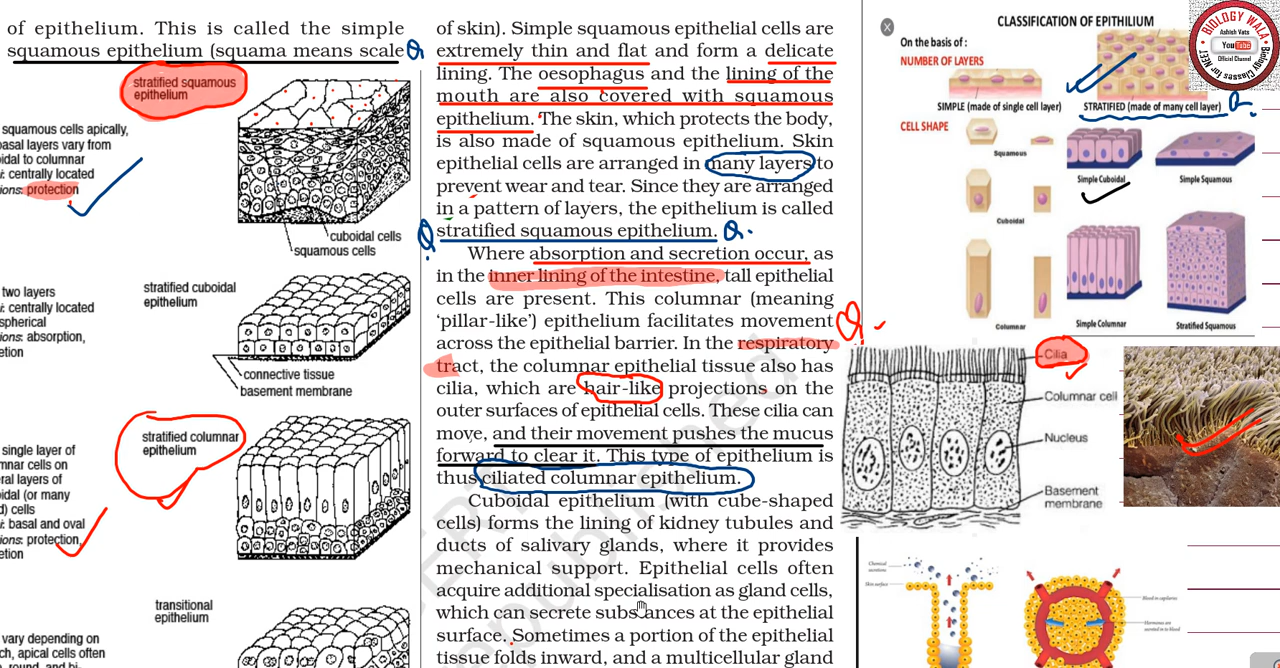 of epithelium. This is called the simple
squamous epithelium (squama means scale
stratified squamous
epithelium
squamous cells apically,
basal layers vary from
oidal to columnar
i: centrally located
ions: protection
cuboidal cells
squamous cells
two layers
i: centrally located
spherical
ions: absorption,
etion
stratified cuboidal
epithelium
connective tissue
basement membrane
single layer of
mnar cells on
eral layers of
oidal (or many
d) cells
i: basal and oval
ions: protection,
etion
stratified columnar
epithelium
transitional
epithelium
vary depending on
ch, apical cells often
of skin). Simple squamous epithelial cells are
extremely thin and flat and form a delicate
lining. The oesophagus and the lining of the
mouth are also covered with squamous
epithelium. The skin, which protects the body,
is also made of squamous epithelium. Skin
epithelial cells are arranged in many layers to
prevent wear and tear. Since they are arranged
in a pattern of layers, the epithelium is called
stratified squamous epithelium.
Where absorption and secretion occur, as
in the inner lining of the intestine, tall epithelial
cells are present. This columnar (meaning
‘pillar-like’) epithelium facilitates movement
across the epithelial barrier. In the respiratory
tract, the columnar epithelial tissue also has
cilia, which are hair-like projections on the
outer surfaces of epithelial cells. These cilia can
move, and their movement pushes the mucus
forward to clear it. This type of epithelium is
thus ciliated columnar epithelium.
Cuboidal epithelium (with cube-shaped
cells) forms the lining of kidney tubules and
ducts of salivary glands, where it provides
mechanical support. Epithelial cells often
acquire additional specialisation as gland cells,
which can secrete substances at the epithelial
surface. Sometimes a portion of the epithelial
tissue folds inward, and a multicellular gland
CLASSIFICATION OF EPITHILIUM
On the basis of :
NUMBER OF LAYERS
SIMPLE (made of single cell layer)
STRATIFIED (made of many cell layer)
CELL SHAPE
Squamous
Simple Cuboidal
Simple Squamous
Cuboidal
Columnar
Simple Columnar
Stratified Squamous
BIOLOGY WALA
Ashish Vats
YouTube
Official Channel
Biology Classes for NEET
Cilia
Columnar cell
Nucleus
Basement
membrane
Chemical
secretions
Skin surface
Blood in capillaries
Hormones are
secreted in to blood